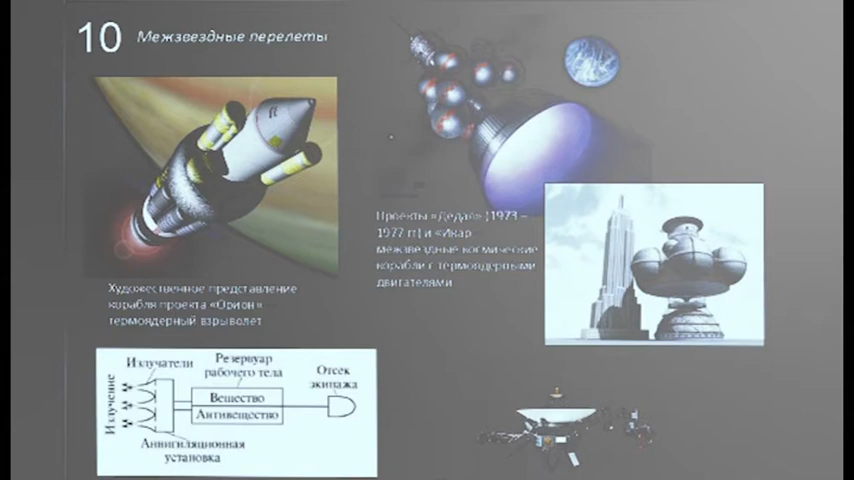 10
Межзвездные перелеты
Художественное представление
корабля проекта «Орион» –
термоядерный взрыволет
Проекты «Дедал» (1973 –
1977 гг) и «Икар –
межзвездные космические
корабли с термоядерными
двигателями
Излучение
Излучатели
Резервуар
рабочего тела
Отсек
экипажа
Вещество
Антивещество
Аннигиляционная
установка